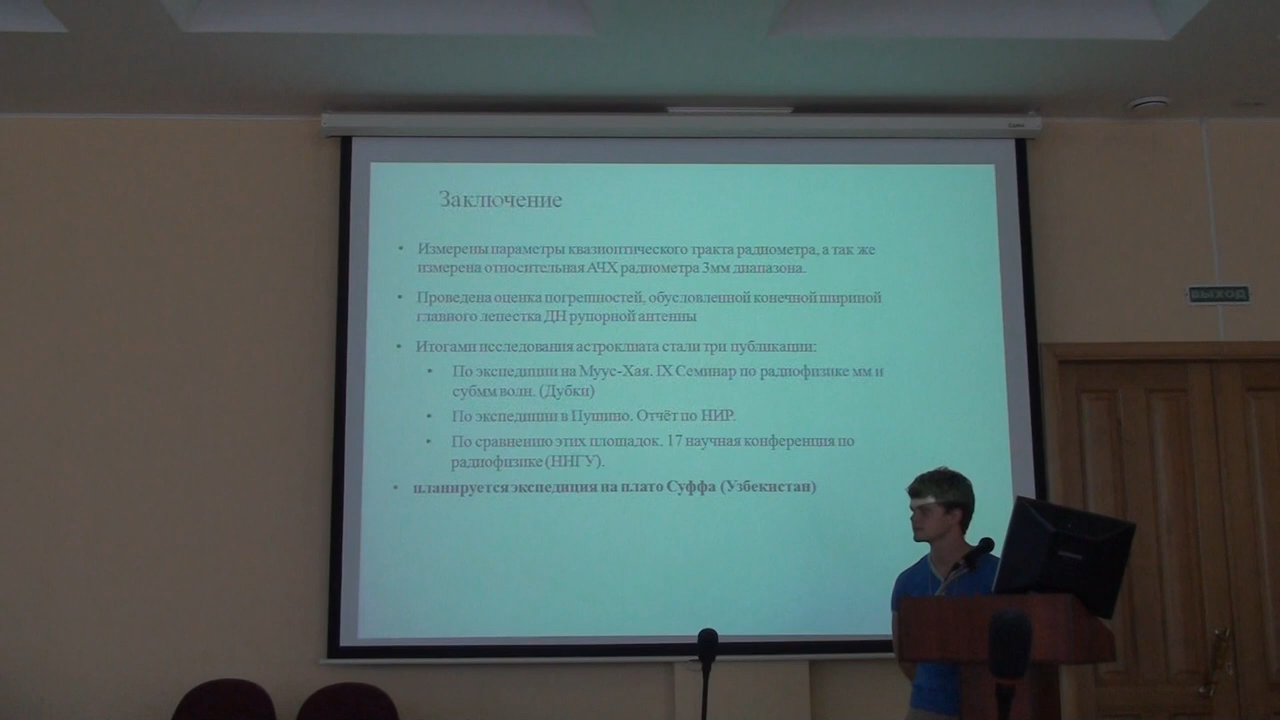 Заключение
• Измерены параметры квазиоптического тракта радиометра, а так же
измерена относительная АЧХ радиометра 3мм диапазона.
• Проведена оценка погрешностей, обусловленной конечной шириной
главного лепестка ДН рупорной антенны
• Итогами исследования астроклиата стали три публикации:
• По экспедиции на Муус-Хая. IX Семинар по радиофизике мм и
субмм волн. (Дубки)
• По экспедиции в Пущино. Отчёт по НИР.
• По сравнению этих площадок. 17 научная конференция по
радиофизике (ННГУ).
• планируется экспедиция на плато Суффа (Узбекистан)
ВЫХОД